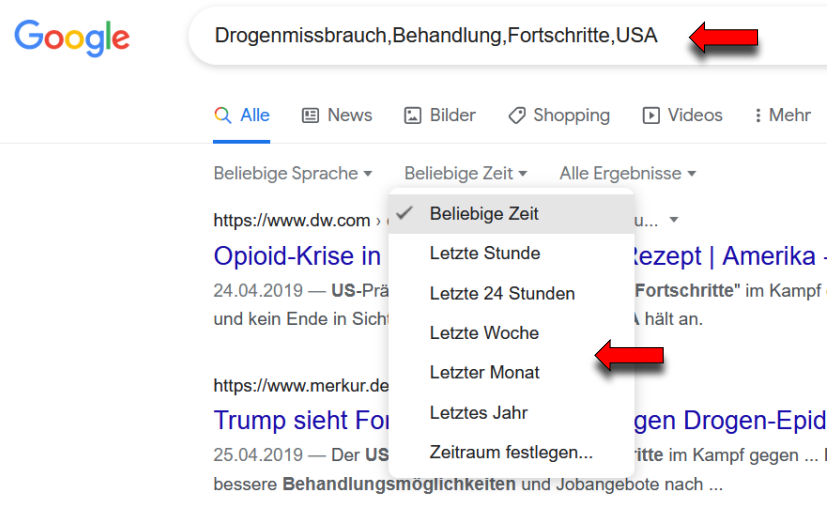 Google
Drogenmissbrauch,Behandlung,Fortschritte,USA
Alle News Bilder Shopping Videos Mehr
Beliebige Sprache Beliebige Zeit Alle Ergebnisse
https://www.dw.com › u...
Beliebige Zeit
Letzte Stunde
Letzte 24 Stunden
Letzte Woche
Letzter Monat
Letztes Jahr
Zeitraum festlegen...
Opioid-Krise in Rezept | Amerika -
24.04.2019 — US-Prä Fortschritte" im Kampf
und kein Ende in Sicht hält an.
https://www.merkur.de
Trump sieht For gen Drogen-Epid
25.04.2019 — Der US itte im Kampf gegen ...
bessere Behandlungsmöglichkeiten und Jobangebote nach ...